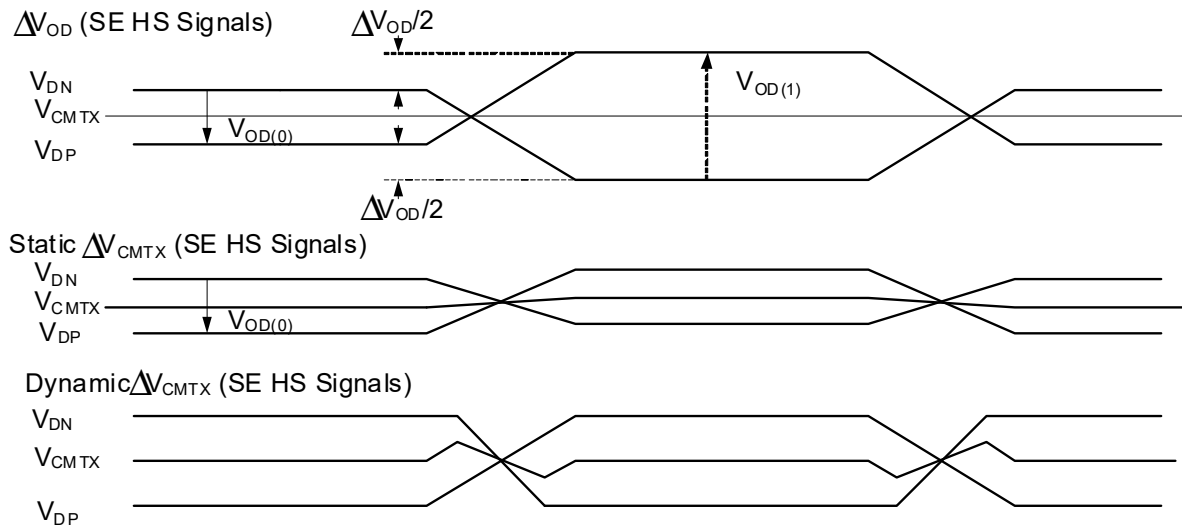 ΔVOD (SE HS Signals)
ΔVOD/2
VDN
VCMTX
VOD(0)
VDP
VOD(1)
ΔVOD/2
Static ΔVCMTX (SE HS Signals)
VDN
VCMTX
VOD(0)
VDP
Dynamic ΔVCMTX (SE HS Signals)
VDN
VCMTX
VDP